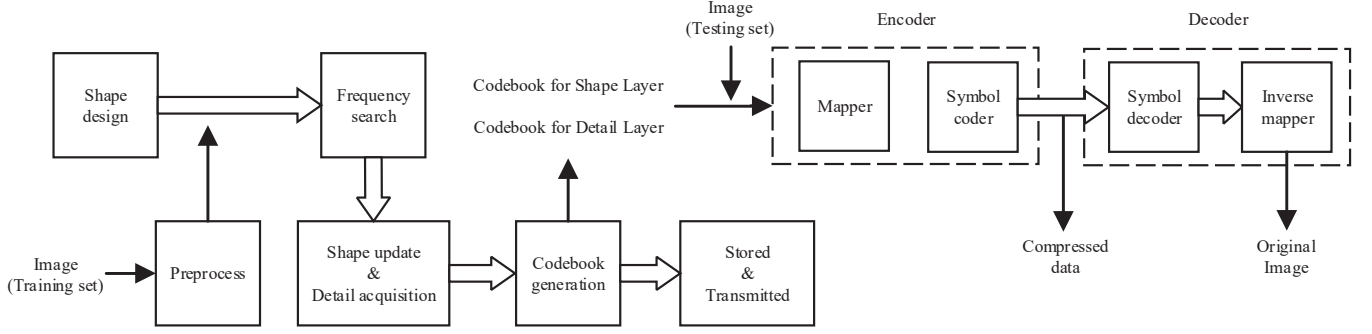 Image
(Testing set)
Encoder
Decoder
Shape
design
Frequency
search
Codebook for Shape Layer
Codebook for Detail Layer
Mapper
Symbol
coder
Symbol
decoder
Inverse
mapper
Image
(Training set)
Preprocess
Shape update
&
Detail acquisition
Codebook
generation
Stored
&
Transmitted
Compressed
data
Original
Image